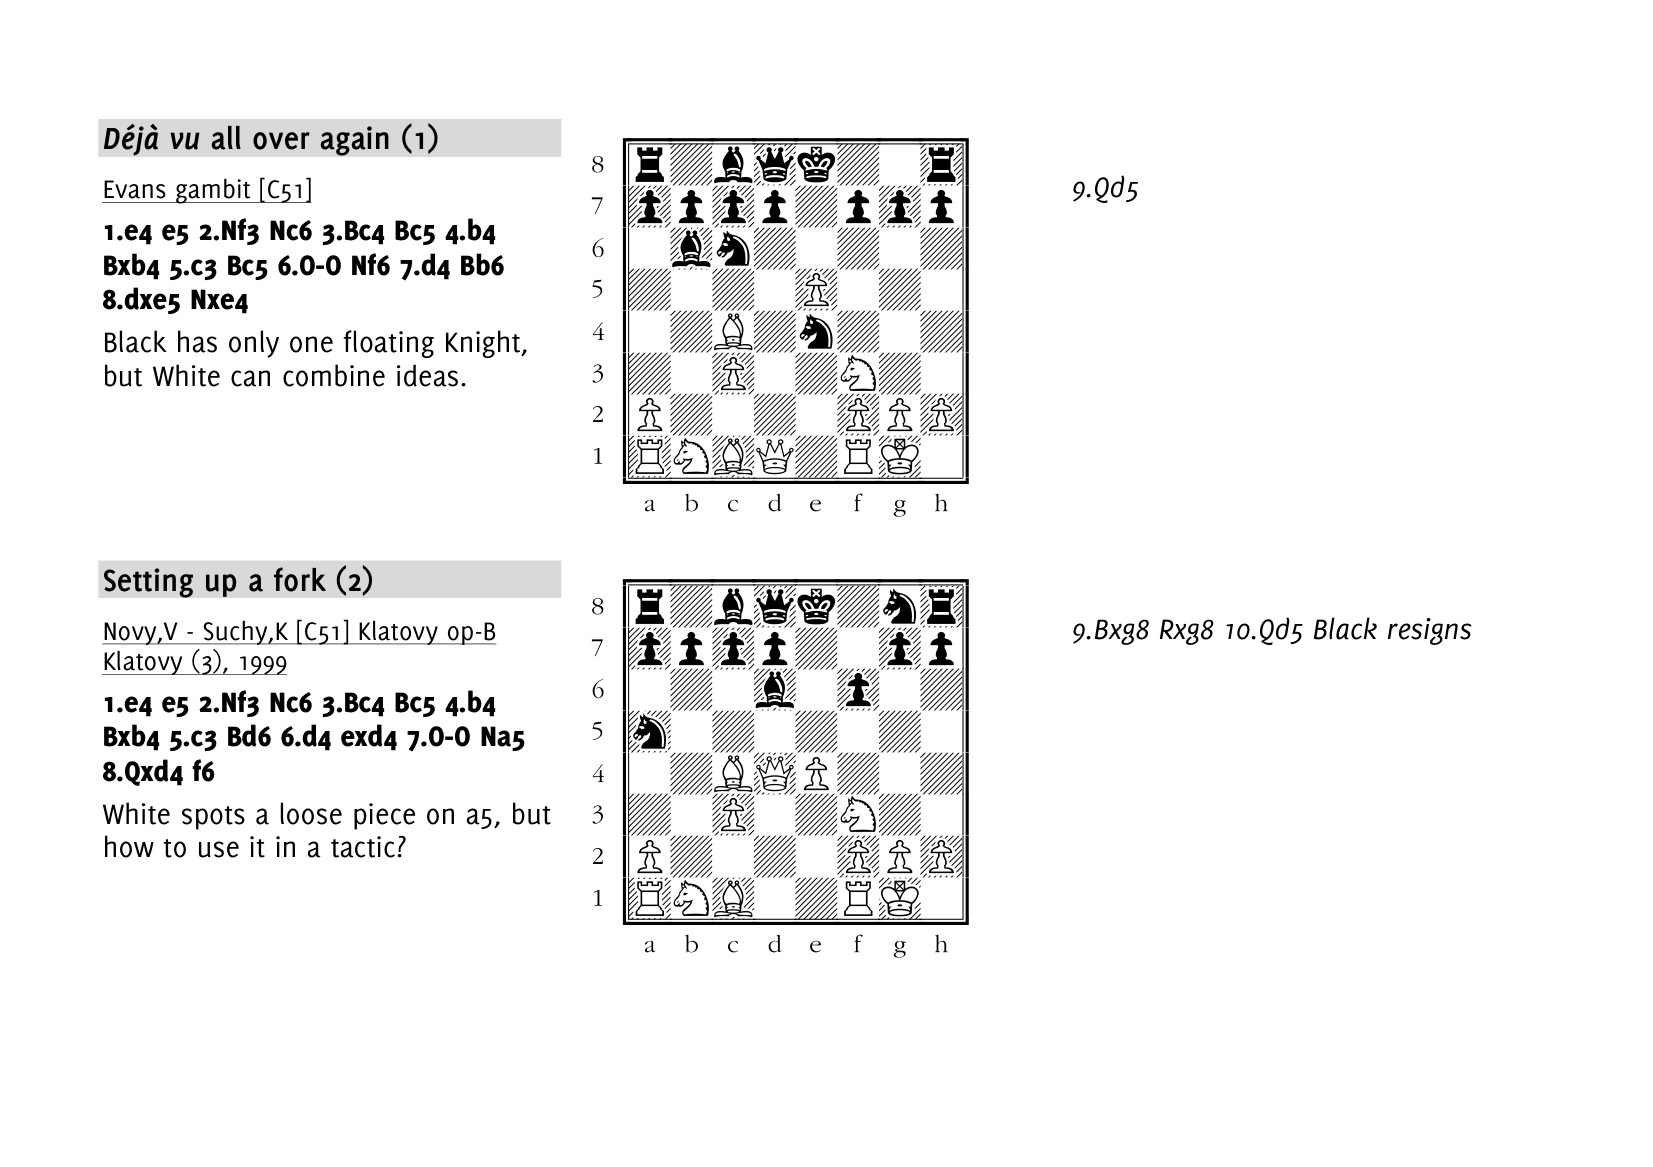 Déjà vu all over again (1)
Evans gambit [C51]
1.e4 e5 2.Nf3 Nc6 3.Bc4 Bc5 4.b4
Bxb4 5.c3 Bc5 6.0-0 Nf6 7.d4 Bb6
8.dxe5 Nxe4
Black has only one floating Knight,
but White can combine ideas.
8
7
6
5
4
3
2
1
a b c d e f g h
9.Qd5
Setting up a fork (2)
Novy,V - Suchy,K [C51] Klatovy op-B
Klatovy (3), 1999
1.e4 e5 2.Nf3 Nc6 3.Bc4 Bc5 4.b4
Bxb4 5.c3 Bd6 6.d4 exd4 7.0-0 Na5
8.Qxd4 f6
White spots a loose piece on a5, but
how to use it in a tactic?
8
7
6
5
4
3
2
1
a b c d e f g h
9.Bxg8 Rxg8 10.Qd5 Black resigns